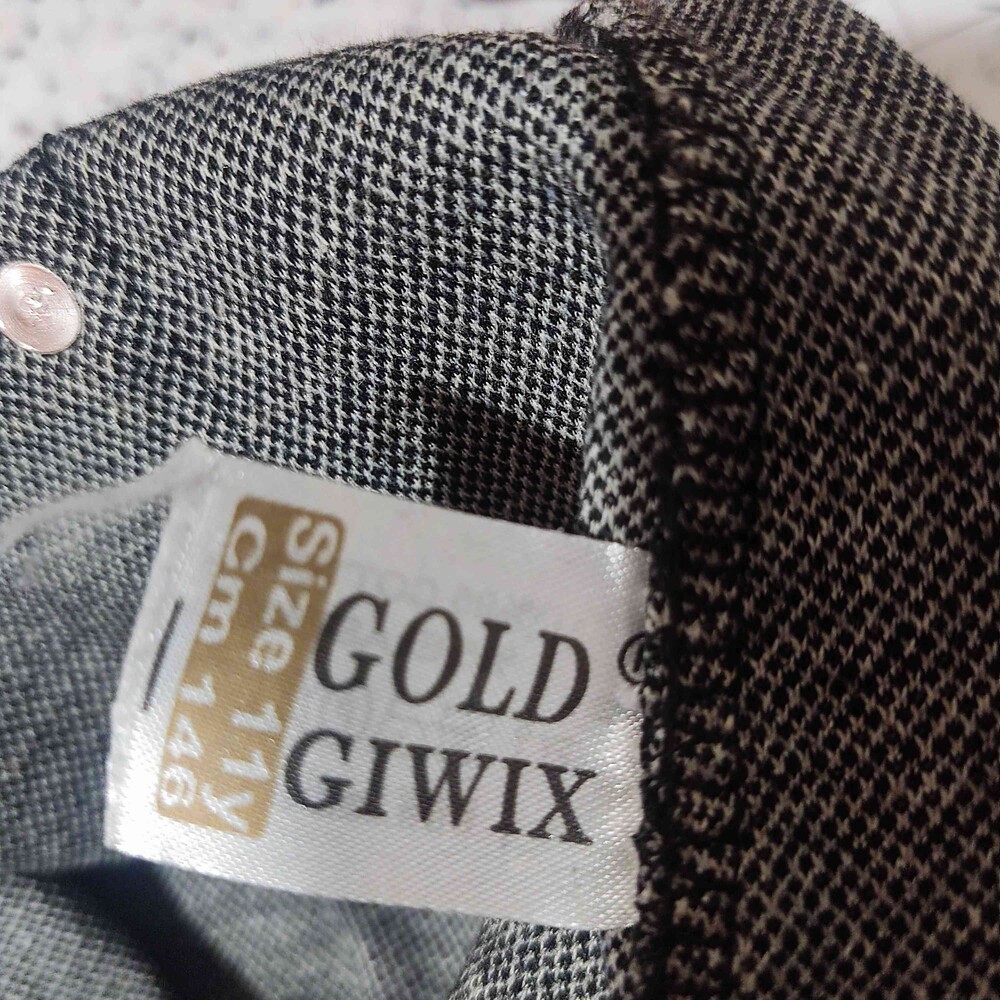 GOLD ®
GIWIX
Size 11y
Cm 146